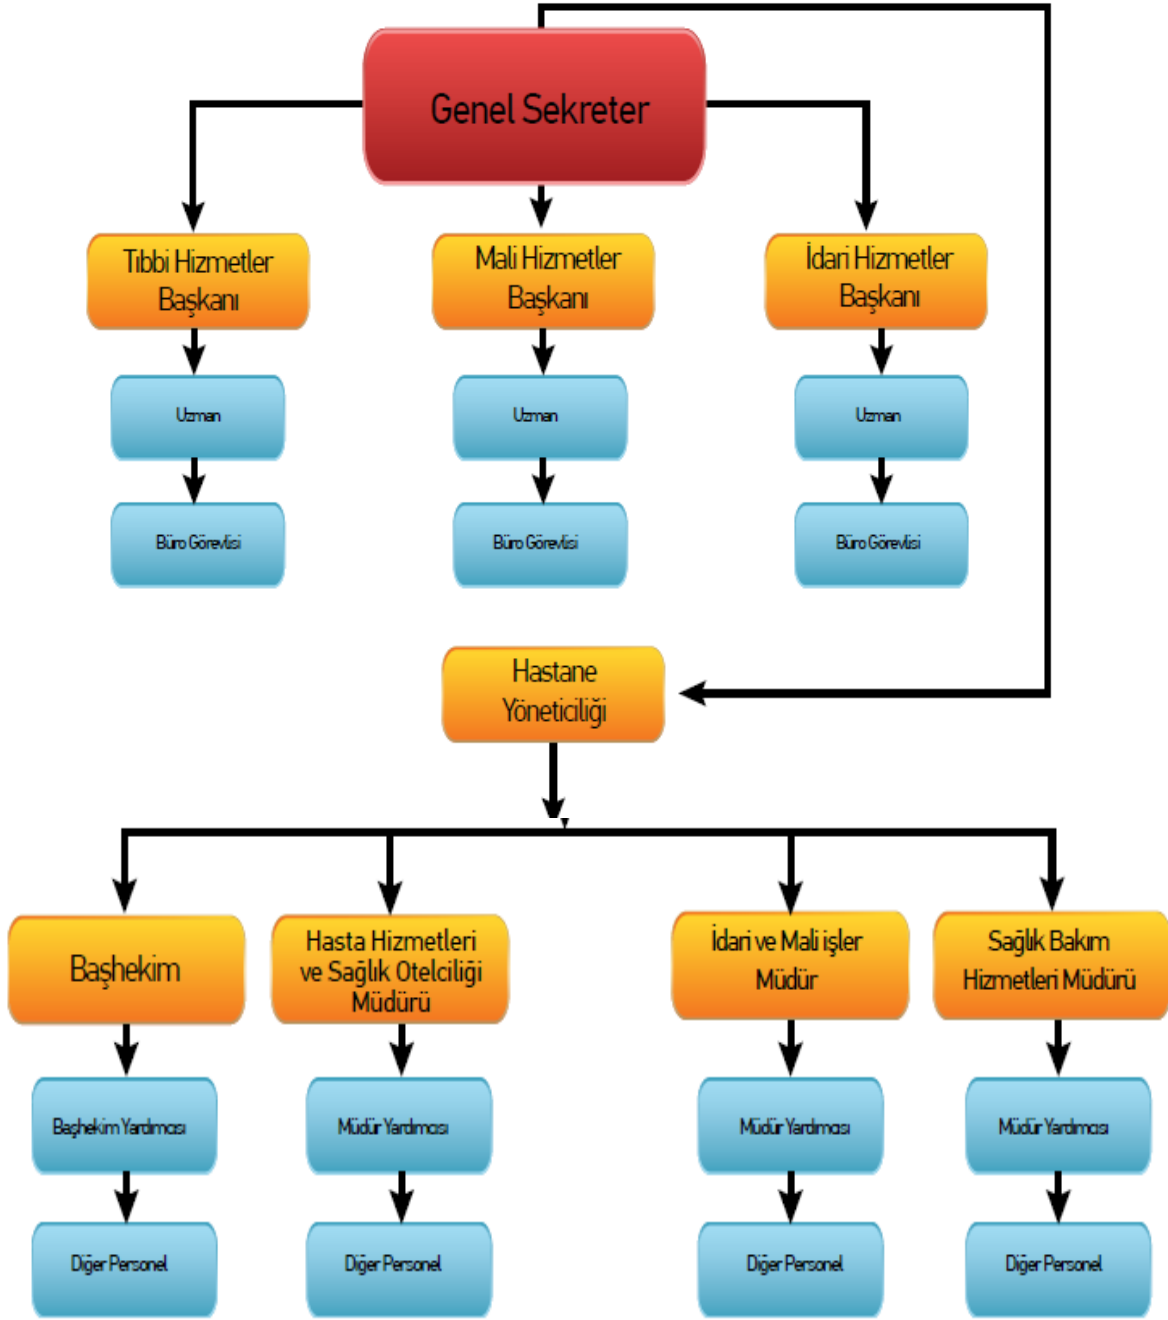 Genel Sekreter
Tıbbi Hizmetler
Başkanı
Mali Hizmetler
Başkanı
İdari Hizmetler
Başkanı
Uzman
Uzman
Uzman
Büro Görevlisi
Büro Görevlisi
Büro Görevlisi
Hastane
Yöneticiliği
Başhekim
Hasta Hizmetleri
ve Sağlık Otelciliği
Müdürü
İdari ve Mali işler
Müdür
Sağlık Bakım
Hizmetleri Müdürü
Başhekim Yardımcısı
Müdür Yardımcısı
Müdür Yardımcısı
Müdür Yardımcısı
Diğer Personel
Diğer Personel
Diğer Personel
Diğer Personel